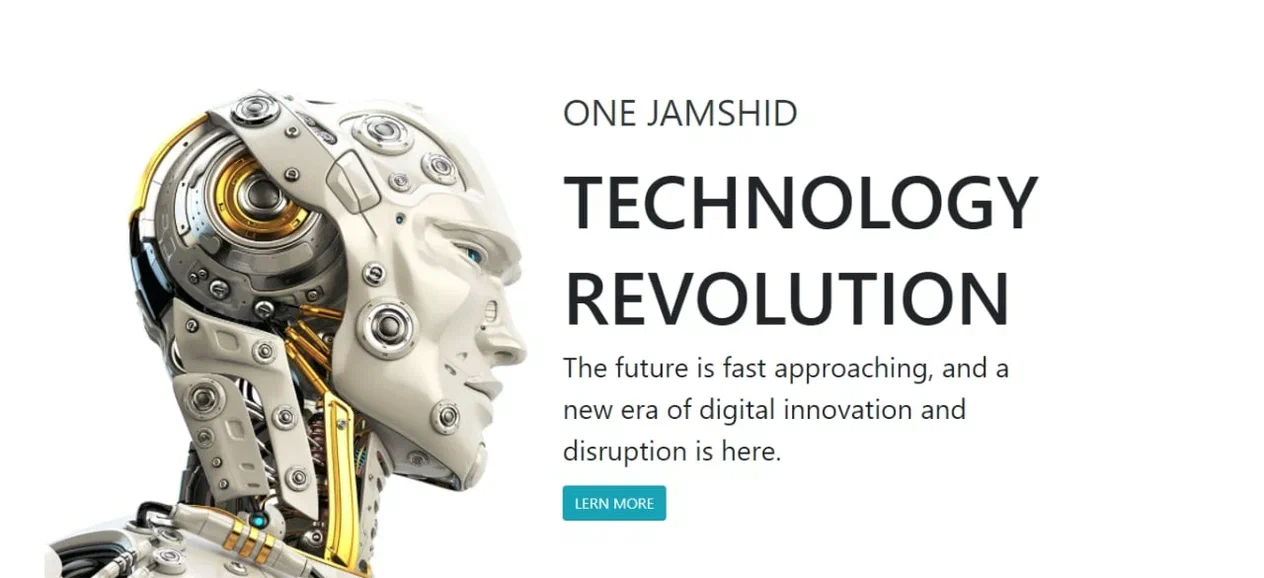 ONE JAMSHID
TECHNOLOGY
REVOLUTION
The future is fast approaching, and a
new era of digital innovation and
disruption is here.
LERN MORE